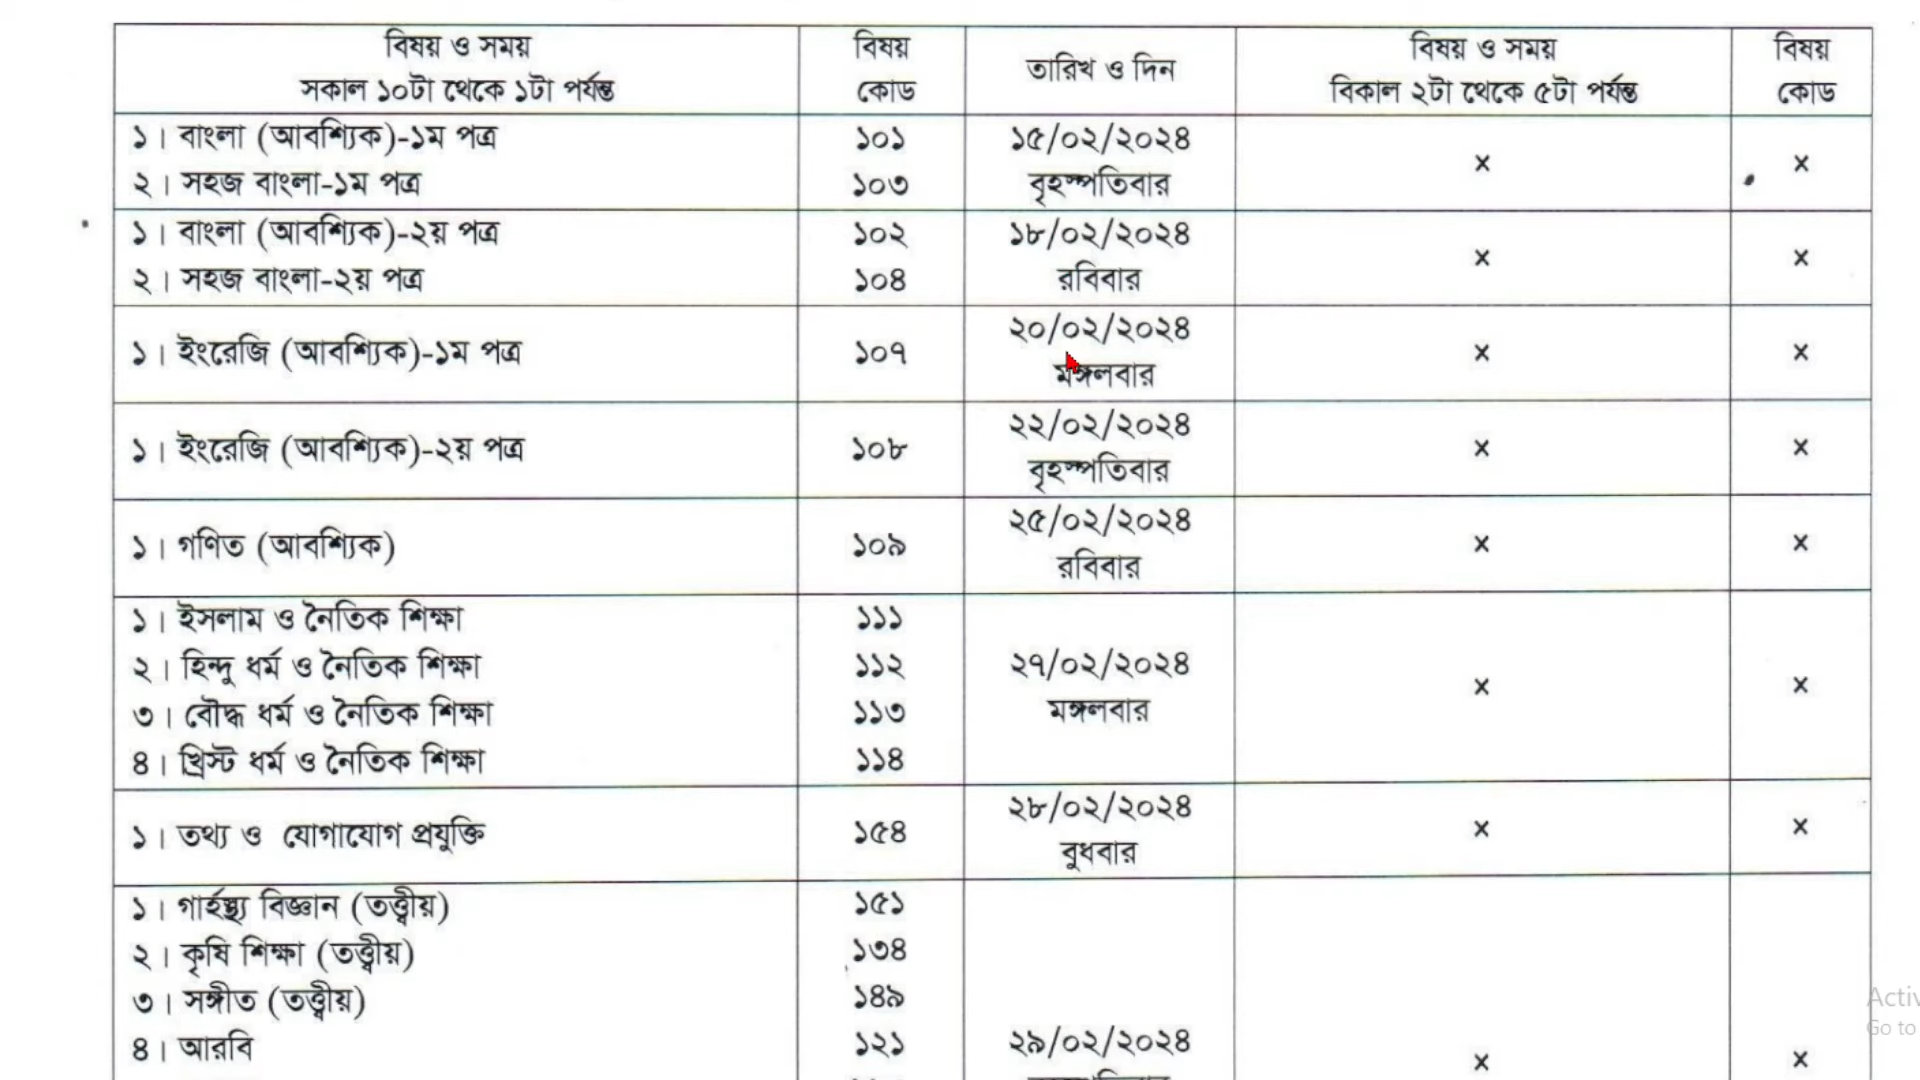 বিষয় ও সময়
সকাল ১০টা থেকে ১টা পর্যন্ত
বিষয়
কোড
তারিখ ও দিন
বিষয় ও সময়
বিকাল ২টা থেকে ৫টা পর্যন্ত
বিষয়
কোড
১। বাংলা (আবশ্যিক)-১ম পত্র
২। সহজ বাংলা-১ম পত্র
১০১
১০৩
১৫/০২/২০২৪
বৃহস্পতিবার
×
×
১। বাংলা (আবশ্যিক)-২য় পত্র
২। সহজ বাংলা-২য় পত্র
১০২
১০৪
১৮/০২/২০২৪
রবিবার
×
×
১। ইংরেজি (আবশ্যিক)-১ম পত্র
১০৭
২০/০২/২০২৪
মঙ্গলবার
×
×
১। ইংরেজি (আবশ্যিক)-২য় পত্র
১০৮
২২/০২/২০২৪
বৃহস্পতিবার
×
×
১। গণিত (আবশ্যিক)
১০৯
২৫/০২/২০২৪
রবিবার
×
×
১। ইসলাম ও নৈতিক শিক্ষা
২। হিন্দু ধর্ম ও নৈতিক শিক্ষা
৩। বৌদ্ধ ধর্ম ও নৈতিক শিক্ষা
৪। খ্রিস্ট ধর্ম ও নৈতিক শিক্ষা
১১১
১১২
১১৩
১১৪
২৭/০২/২০২৪
মঙ্গলবার
×
×
১। তথ্য ও যোগাযোগ প্রযুক্তি
১৫৪
২৮/০২/২০২৪
বুধবার
×
×
১। গার্হস্থ্য বিজ্ঞান (তত্ত্বীয়)
২। কৃষি শিক্ষা (তত্ত্বীয়)
৩। সঙ্গীত (তত্ত্বীয়)
৪। আরবি
১৫১
১৩৪
১৪৯
১২১
২৯/০২/২০২৪
×
×
Activ
Go to